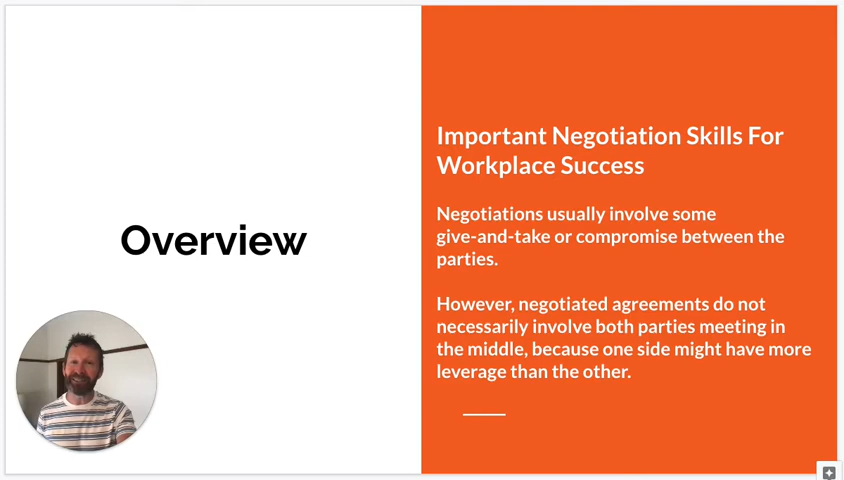 Overview
Important Negotiation Skills For
Workplace Success
Negotiations usually involve some
give-and-take or compromise between the
parties.
However, negotiated agreements do not
necessarily involve both parties meeting in
the middle, because one side might have more
leverage than the other.